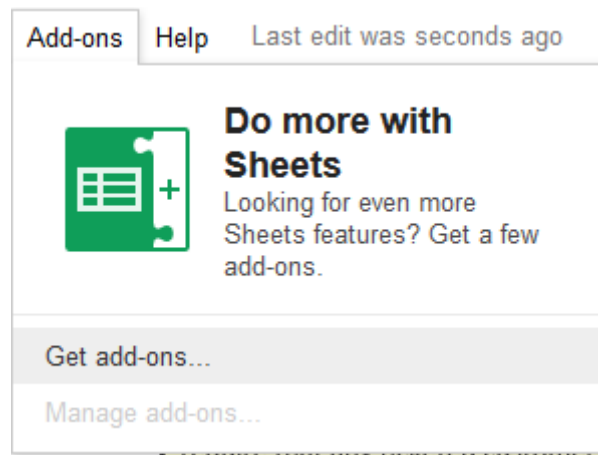 Add-ons Help Last edit was seconds ago
Do more with
Sheets
Looking for even more
Sheets features? Get a few
add-ons.
Get add-ons...
Manage add-ons...